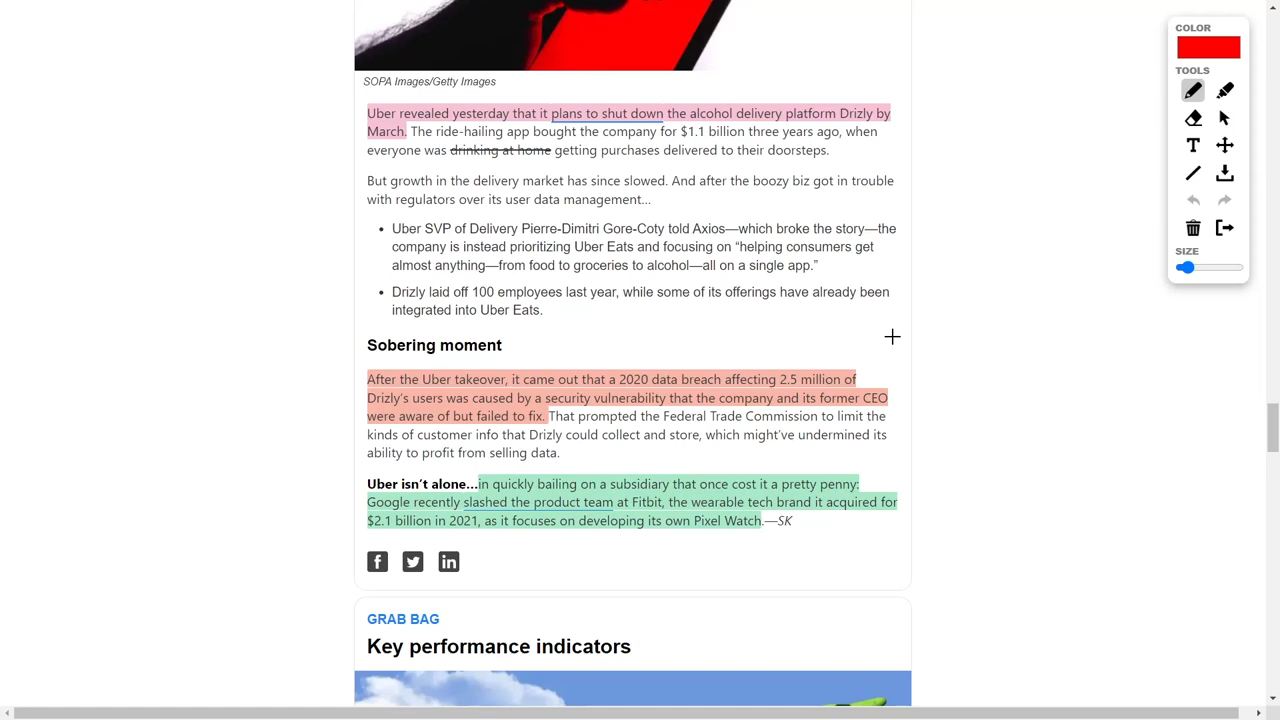 SOPA Images/Getty Images
COLOR
TOOLS
SIZE
Uber revealed yesterday that it plans to shut down the alcohol delivery platform Drizly by
March. The ride-hailing app bought the company for $1.1 billion three years ago, when
everyone was drinking at home getting purchases delivered to their doorsteps.
But growth in the delivery market has since slowed. And after the boozy biz got in trouble
with regulators over its user data management…
• Uber SVP of Delivery Pierre-Dimitri Gore-Coty told Axios—which broke the story—the
company is instead prioritizing Uber Eats and focusing on “helping consumers get
almost anything—from food to groceries to alcohol—all on a single app.”
• Drizly laid off 100 employees last year, while some of its offerings have already been
integrated into Uber Eats.
Sobering moment
After the Uber takeover, it came out that a 2020 data breach affecting 2.5 million of
Drizly’s users was caused by a security vulnerability that the company and its former CEO
were aware of but failed to fix. That prompted the Federal Trade Commission to limit the
kinds of customer info that Drizly could collect and store, which might’ve undermined its
ability to profit from selling data.
Uber isn’t alone…in quickly bailing on a subsidiary that once cost it a pretty penny:
Google recently slashed the product team at Fitbit, the wearable tech brand it acquired for
$2.1 billion in 2021, as it focuses on developing its own Pixel Watch.—SK
GRAB BAG
Key performance indicators